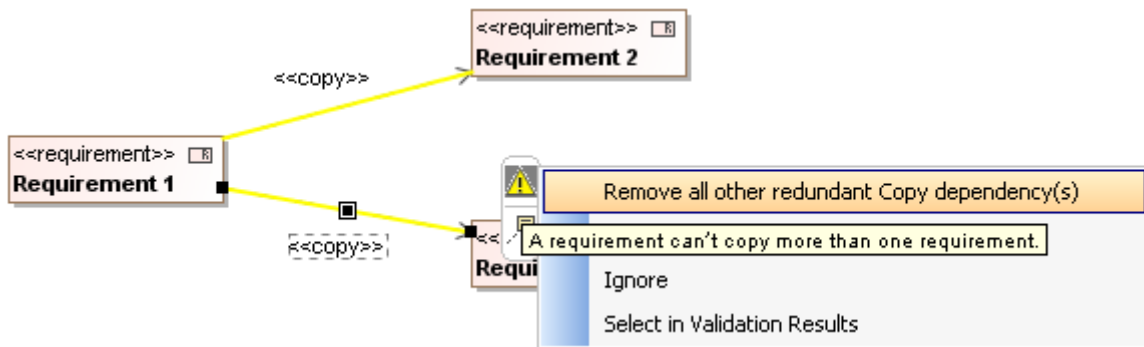 <<requirement>> R
Requirement 2
<<copy>>
<<requirement>> R
Requirement 1
Remove all other redundant Copy dependency(s)
<<copy>>
<<
A requirement can't copy more than one requirement.
Requi
Ignore
Select in Validation Results